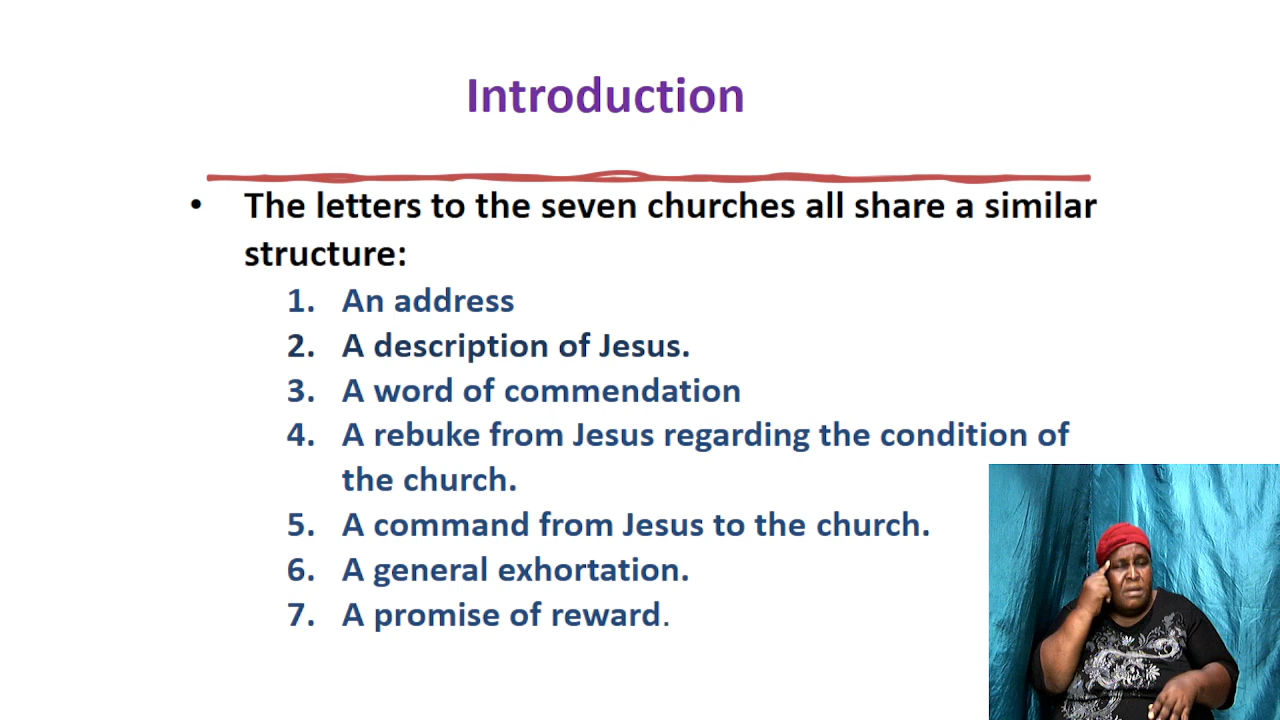 Introduction
• The letters to the seven churches all share a similar
structure:
1. An address
2. A description of Jesus.
3. A word of commendation
4. A rebuke from Jesus regarding the condition of
the church.
5. A command from Jesus to the church.
6. A general exhortation.
7. A promise of reward.